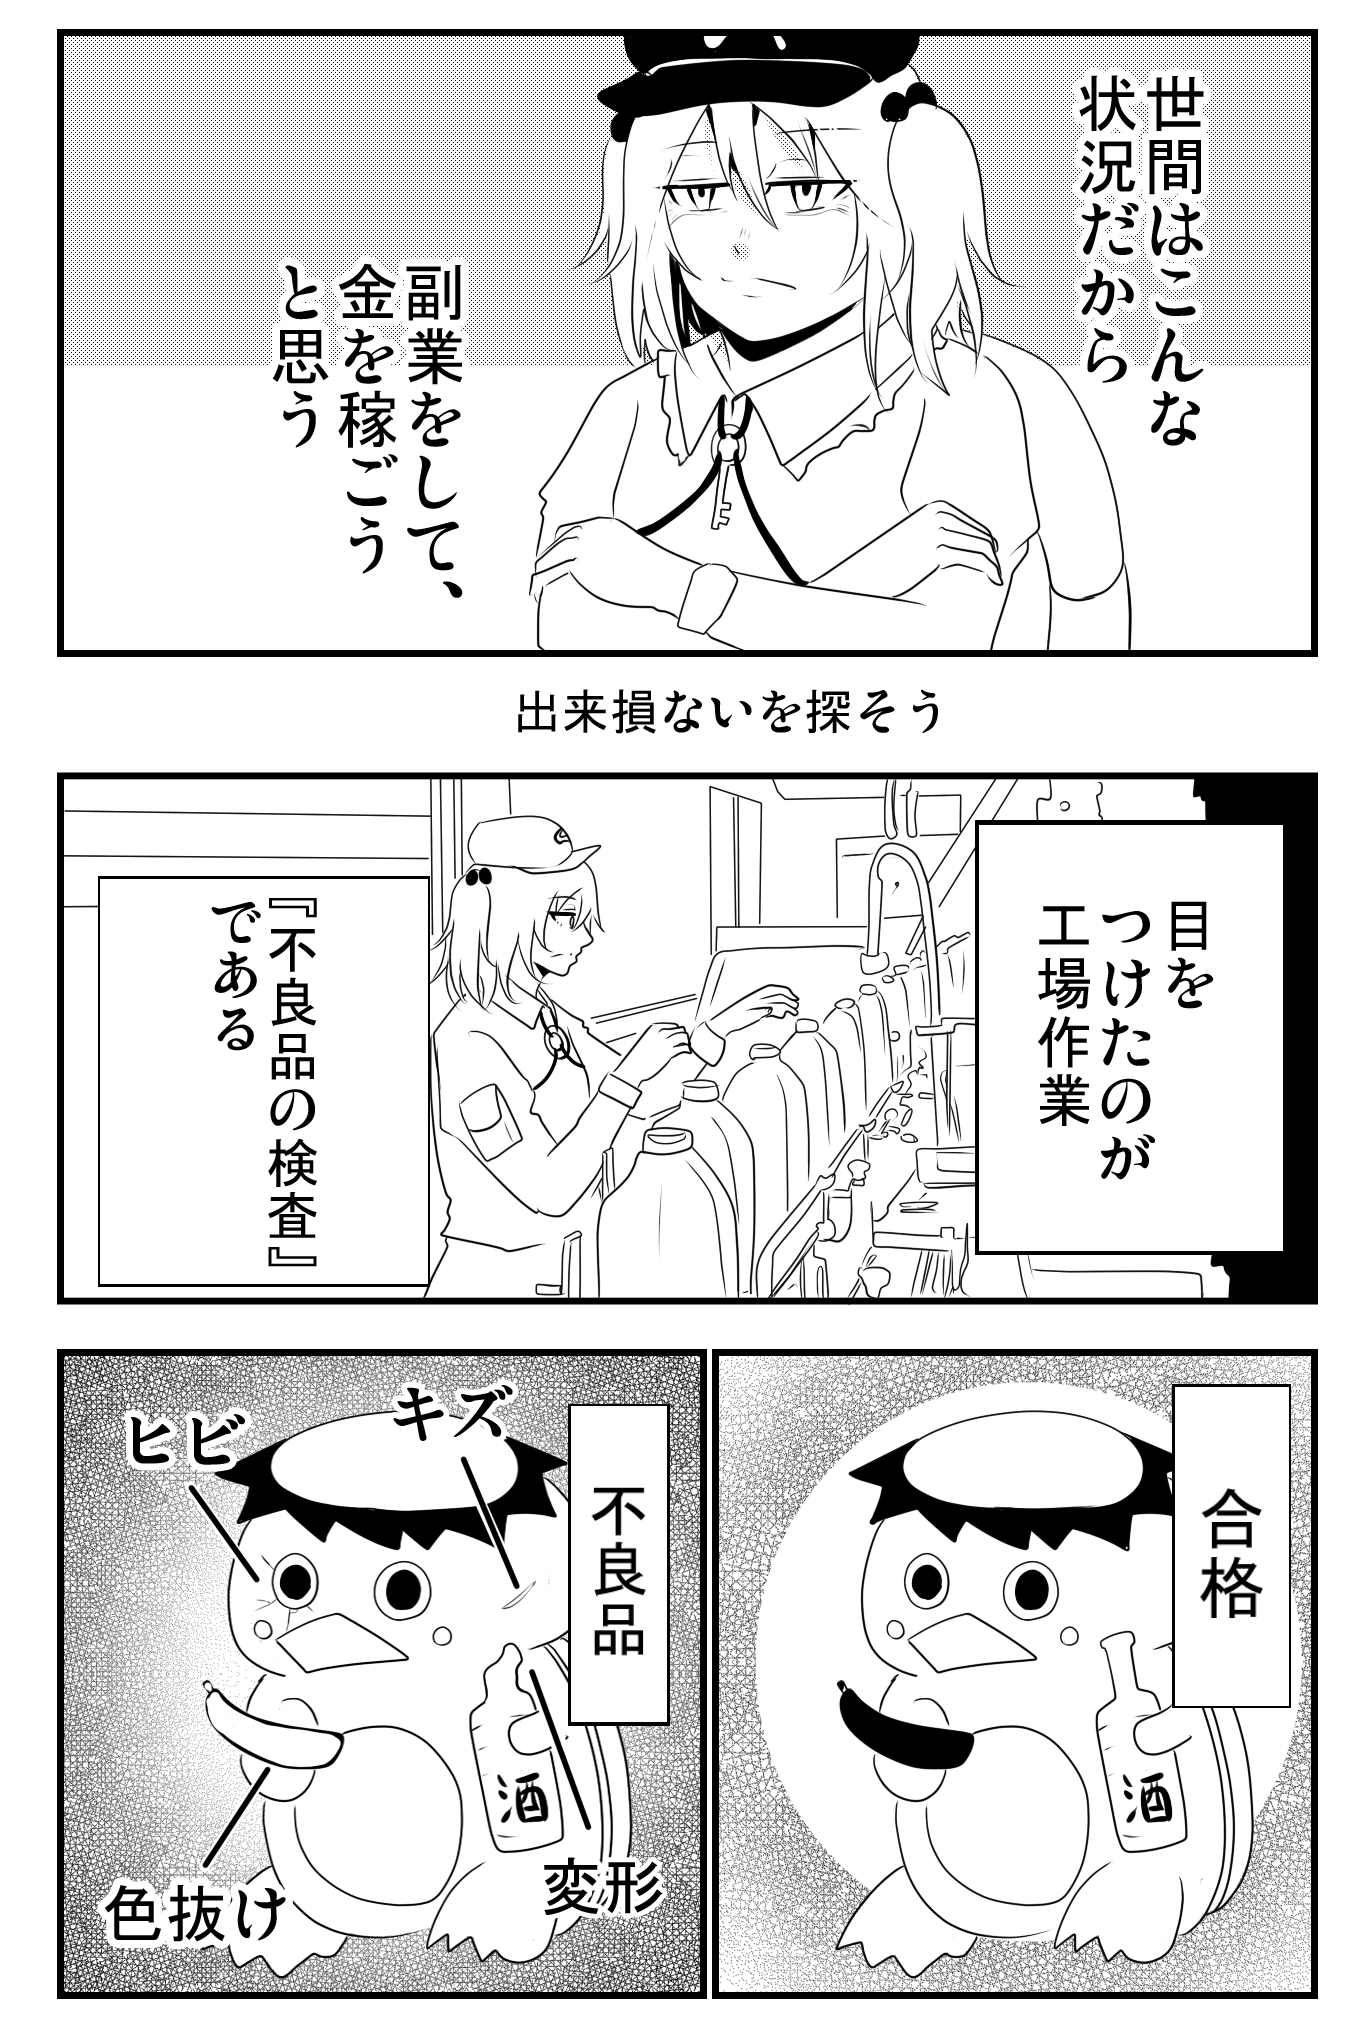 世間はこんな
状況だから
副業をして、
金を稼ごう
と思う
出来損ないを探そう
目を
つけたのが
工場作業
『不良品の検査』
である
合格
酒
不良品
キズ
ヒビ
酒
変形
色抜け